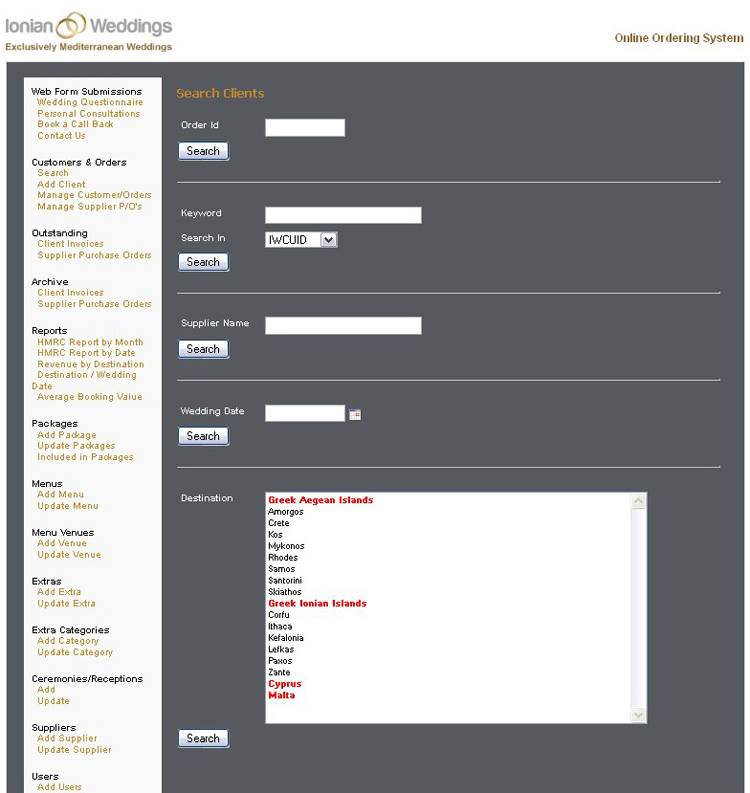 Ionian Weddings
Exclusively Mediterranean Weddings
Online Ordering System
Web Form Submissions
Wedding Questionnaire
Personal Consultations
Book a Call Back
Contact Us
Customers & Orders
Search
Add Client
Manage Customer/Orders
Manage Supplier P/O's
Outstanding
Client Invoices
Supplier Purchase Orders
Archive
Client Invoices
Supplier Purchase Orders
Reports
HMRC Report by Month
HMRC Report by Date
Revenue by Destination
Destination / Wedding
Date
Average Booking Value
Packages
Add Package
Update Packages
Included in Packages
Menus
Add Menu
Update Menu
Menu Venues
Add Venue
Update Venue
Extras
Add Extra
Update Extra
Extra Categories
Add Category
Update Category
Ceremonies/Receptions
Add
Update
Suppliers
Add Supplier
Update Supplier
Users
Add Users
Search Clients
Order Id
Search
Keyword
Search In IWCUID
Search
Supplier Name
Search
Wedding Date
Search
Destination
Greek Aegean Islands
Amorgos
Crete
Kos
Mykonos
Rhodes
Samos
Santorini
Skiathos
Greek Ionian Islands
Corfu
Ithaca
Kefalonia
Lefkas
Paxos
Zante
Cyprus
Malta
Search